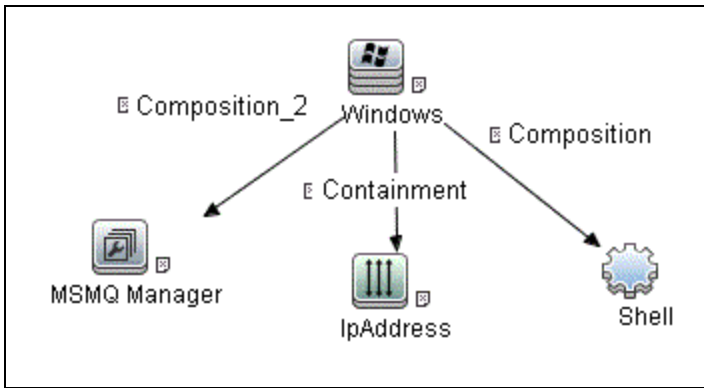 Composition_2
Windows
Composition
Containment
MSMQ Manager
IpAddress
Shell